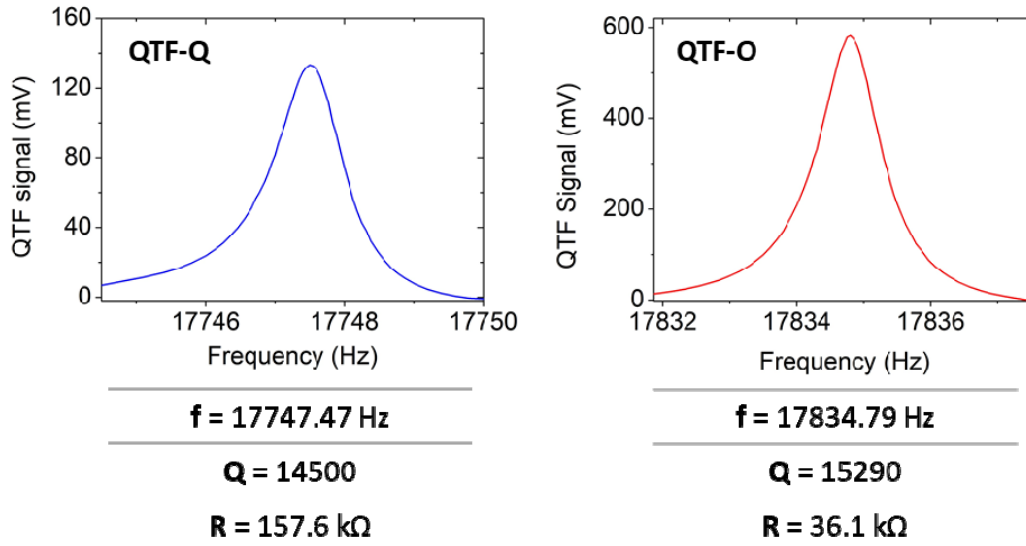 QTF-Q
QTF signal (mV)
160
120
80
40
0
17746
17748
17750
Frequency (Hz)
f = 17747.47 Hz
Q = 14500
R = 157.6 kΩ
QTF-O
QTF Signal (mV)
600
400
200
0
17832
17834
17836
Frequency (Hz)
f = 17834.79 Hz
Q = 15290
R = 36.1 kΩ